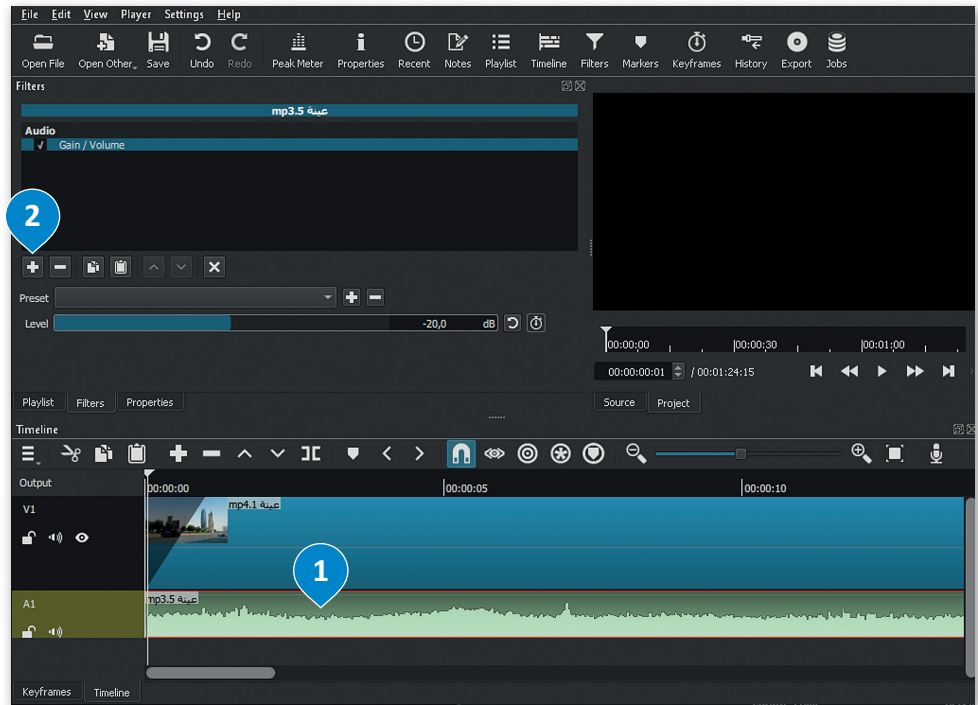 File Edit View Player Settings Help
Open File Open Other Save Undo Redo Peak Meter Properties Recent Notes Playlist Timeline Filters Markers Keyframes History Export Jobs
Filters
عينة mp3.5
Audio
Gain / Volume
2
Preset
Level -20,0 dB
00:00:00 00:00:30 00:01:00
00:00:00:01 / 00:01:24:15
Playlist Filters Properties
Source Project
Timeline
Output
00:00:00 00:00:05 00:00:10
V1
عينة mp4.1
1
A1
عينة mp3.5
Keyframes Timeline